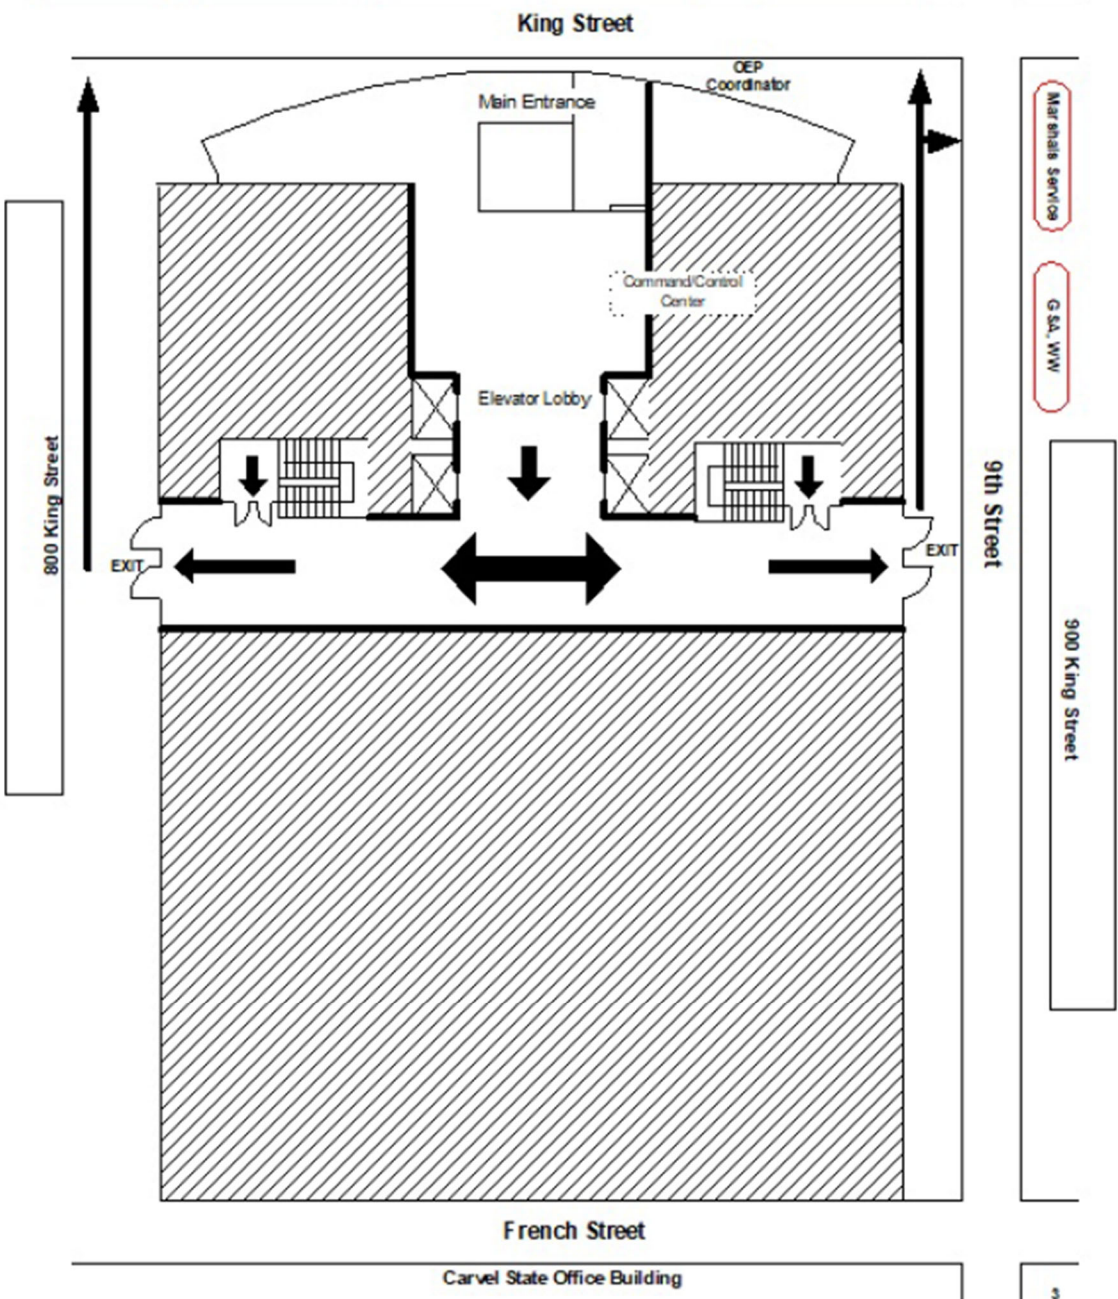 King Street
OEP
Coordinator
Main Entrance
Marshals Service
Command/Control
Center
GSA, WW
Elevator Lobby
800 King Street
9th Street
EXIT
EXIT
900 King Street
French Street
Carvel State Office Building
3